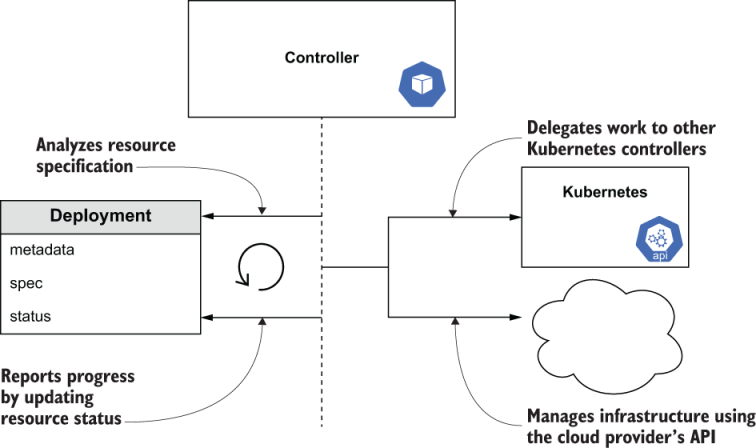 Controller
Analyzes resource
specification
Delegates work to other
Kubernetes controllers
Deployment
metadata
spec
status
Kubernetes
api
Reports progress
by updating
resource status
Manages infrastructure using
the cloud provider's API